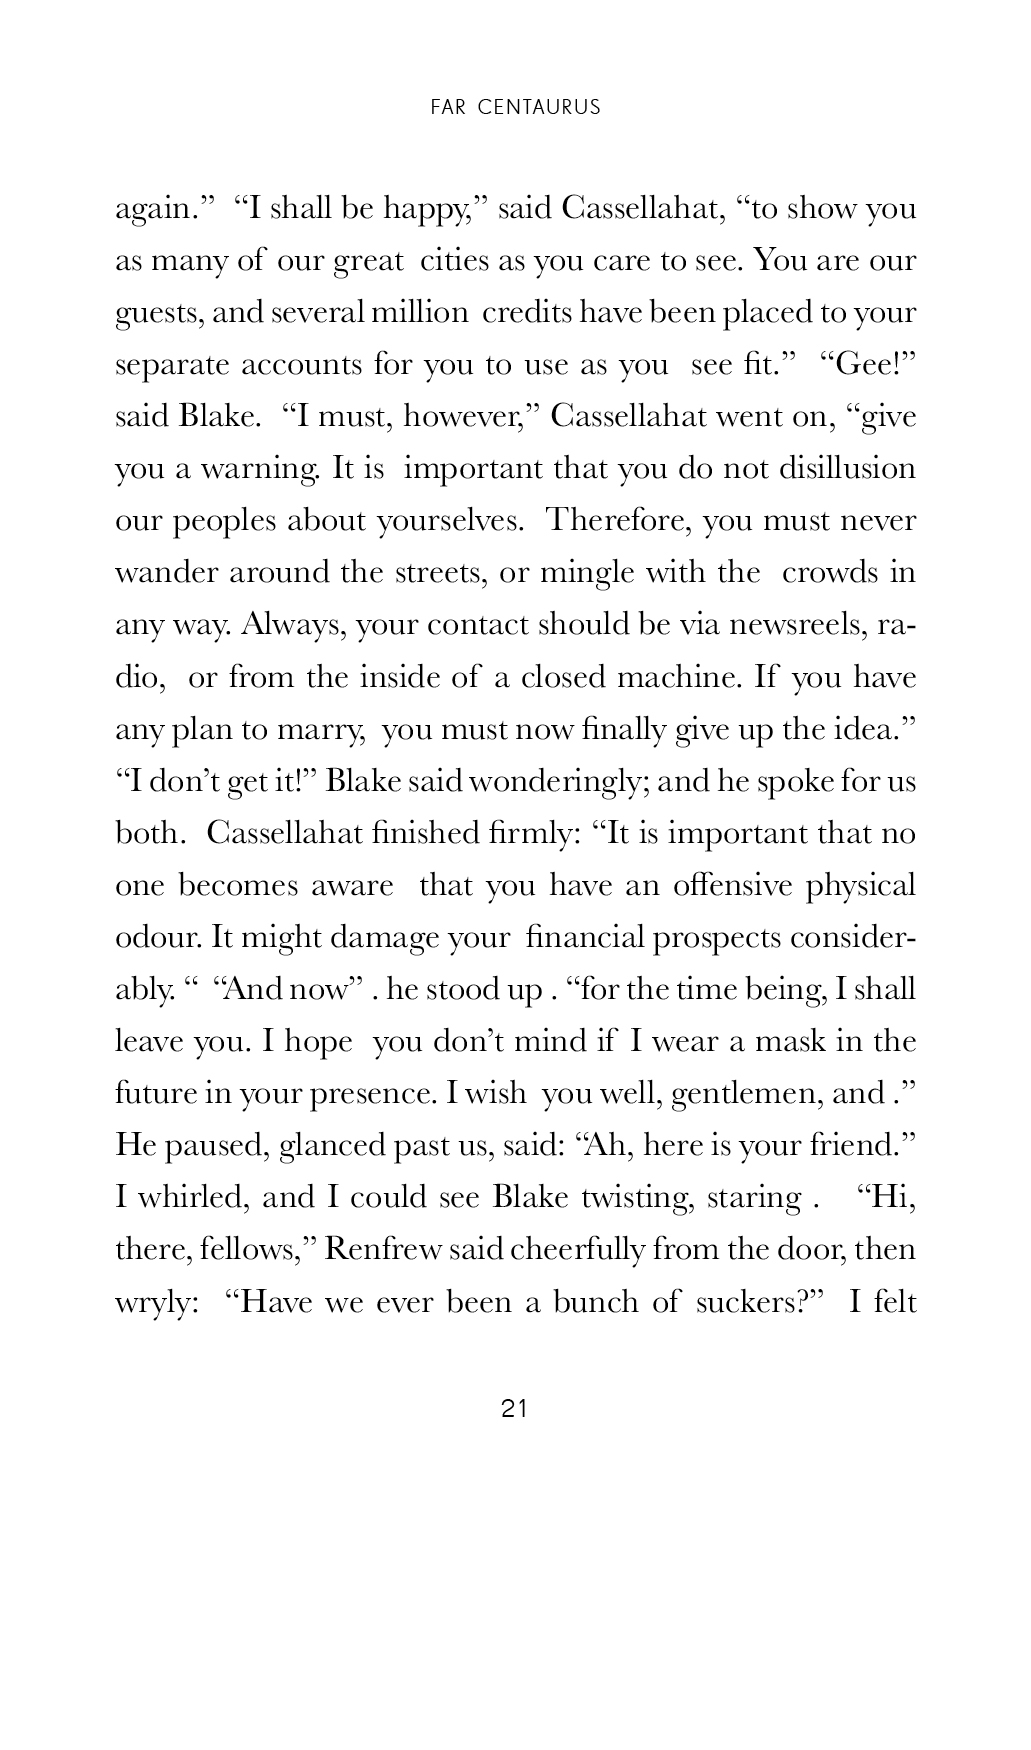 FAR CENTAURUS
again.”  “I shall be happy,” said Cassellahat, “to show you
as many of our great  cities as you care to see. You are our
guests, and several million  credits have been placed to your
separate accounts for you to use as you  see fit.”  “Gee!”
said Blake.  “I must, however,” Cassellahat went on, “give
you a warning. It is  important that you do not disillusion
our peoples about yourselves.  Therefore, you must never
wander around the streets, or mingle with the  crowds in
any way. Always, your contact should be via newsreels, ra-
dio,  or from the inside of a closed machine. If you have
any plan to marry,  you must now finally give up the idea.”
“I don’t get it!” Blake said wonderingly; and he spoke for us
both.  Cassellahat finished firmly: “It is important that no
one becomes aware  that you have an offensive physical
odour. It might damage your  financial prospects consider-
ably. “ “And now” . he stood up . “for the time being, I shall
leave you. I hope  you don’t mind if I wear a mask in the
future in your presence. I wish  you well, gentlemen, and .”
He paused, glanced past us, said: “Ah, here is your friend.”
I whirled, and I could see Blake twisting, staring .   “Hi,
there, fellows,” Renfrew said cheerfully from the door, then
wryly:  “Have we ever been a bunch of suckers?”  I felt
21